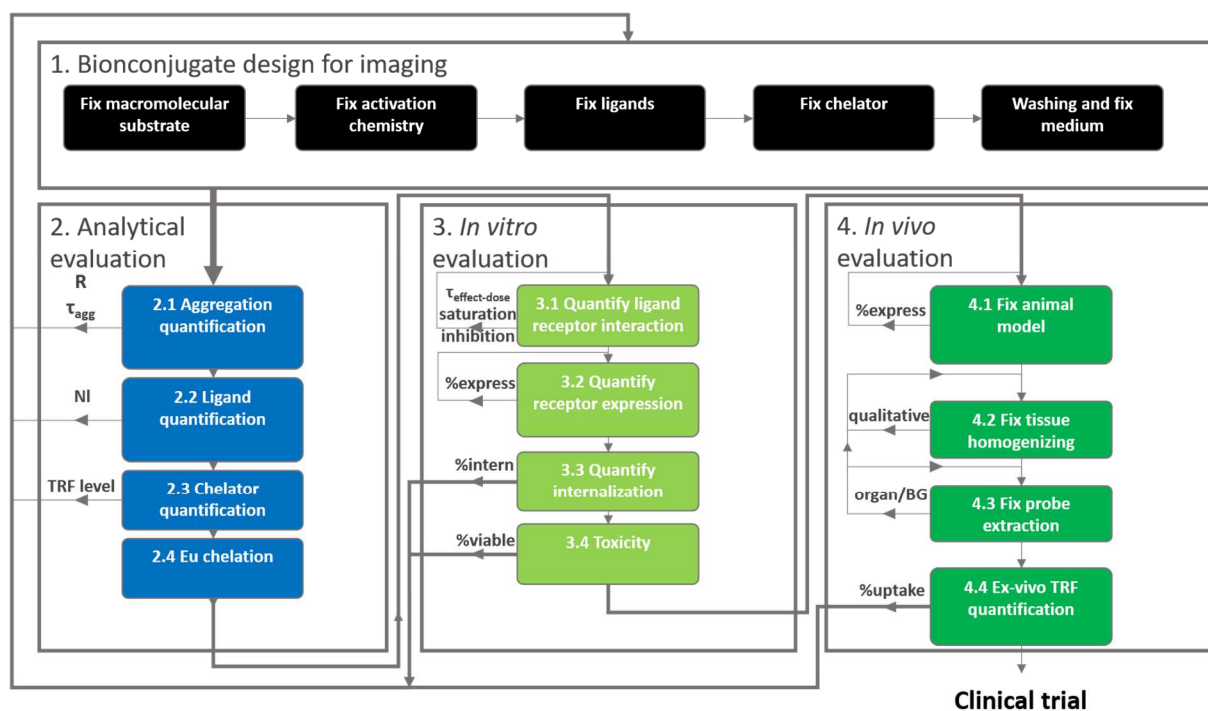 1. Bionconjugate design for imaging
Fix macromolecular
substrate
Fix activation
chemistry
Fix ligands
Fix chelator
Washing and fix
medium
2. Analytical
evaluation
R
τagg
2.1 Aggregation
quantification
Nl
2.2 Ligand
quantification
TRF level
2.3 Chelator
quantification
2.4 Eu chelation
3. In vitro
evaluation
τeffect-dose
saturation
inhibition
3.1 Quantify ligand
receptor interaction
%express
3.2 Quantify
receptor expression
%intern
3.3 Quantify
internalization
%viable
3.4 Toxicity
4. In vivo
evaluation
%express
4.1 Fix animal
model
qualitative
4.2 Fix tissue
homogenizing
organ/BG
4.3 Fix probe
extraction
%uptake
4.4 Ex-vivo TRF
quantification
Clinical trial